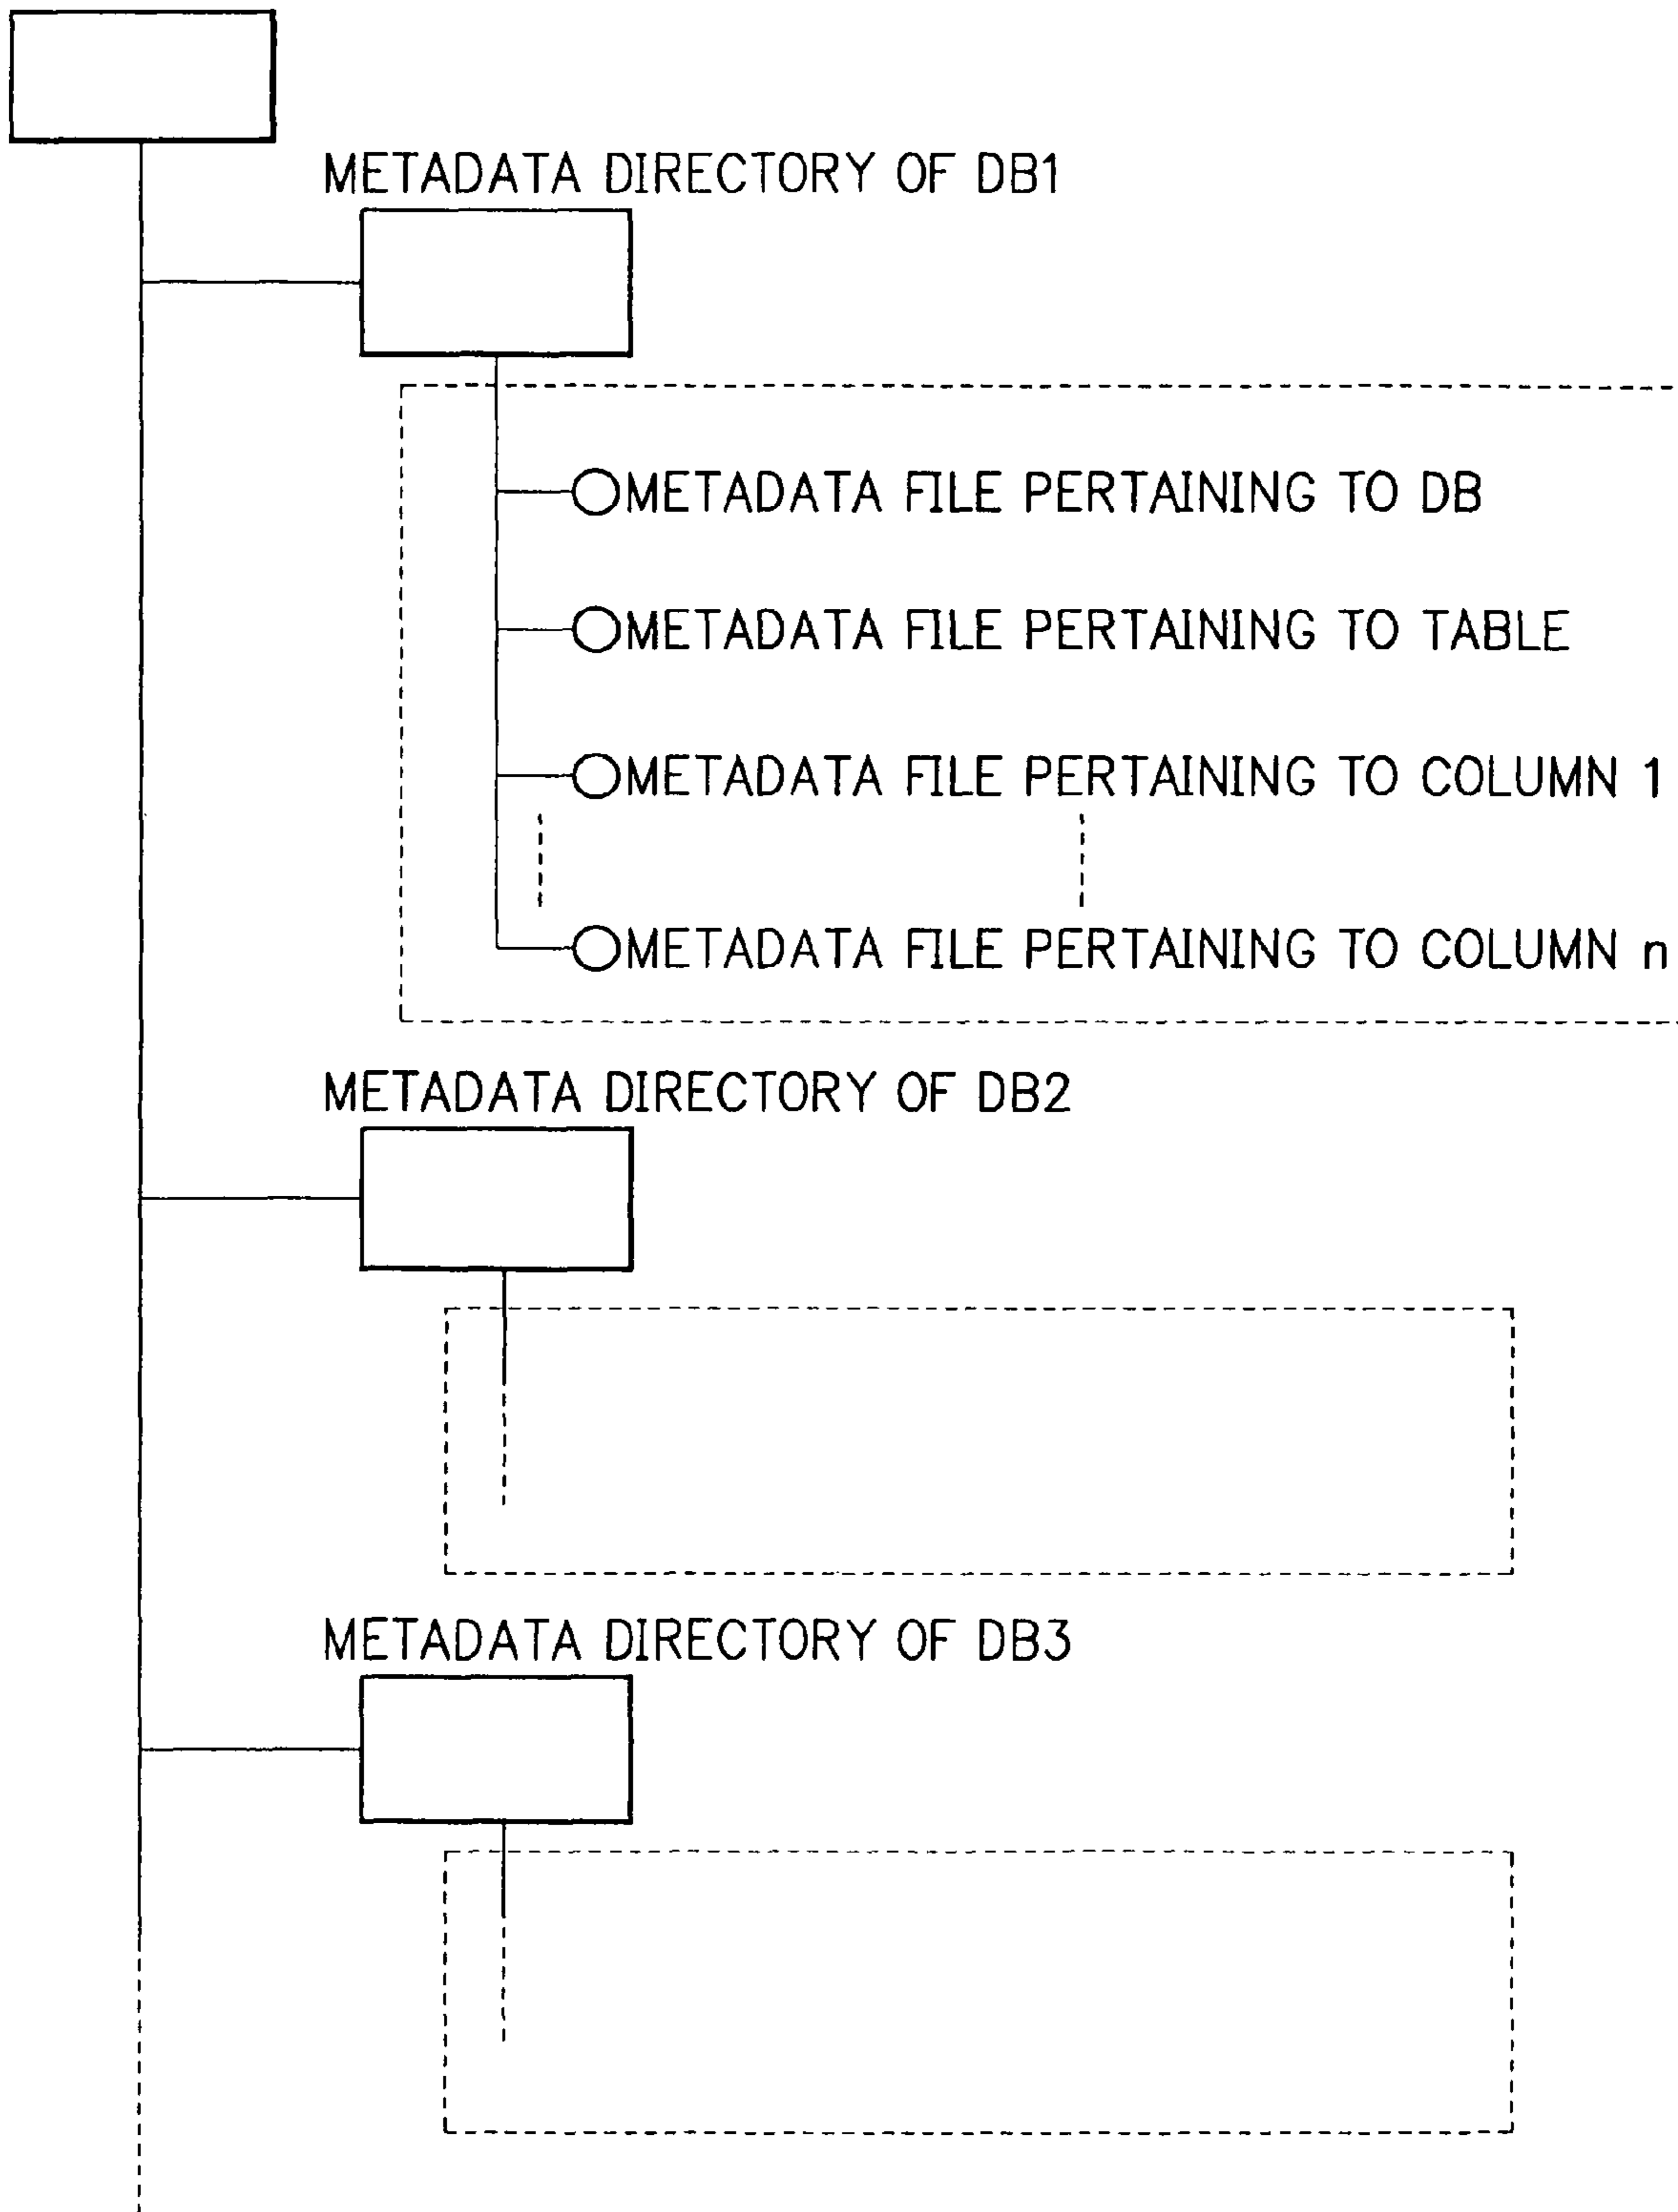 METADATA DIRECTORY OF DB1
METADATA FILE PERTAINING TO DB
METADATA FILE PERTAINING TO TABLE
METADATA FILE PERTAINING TO COLUMN 1
METADATA FILE PERTAINING TO COLUMN n
METADATA DIRECTORY OF DB2
METADATA DIRECTORY OF DB3